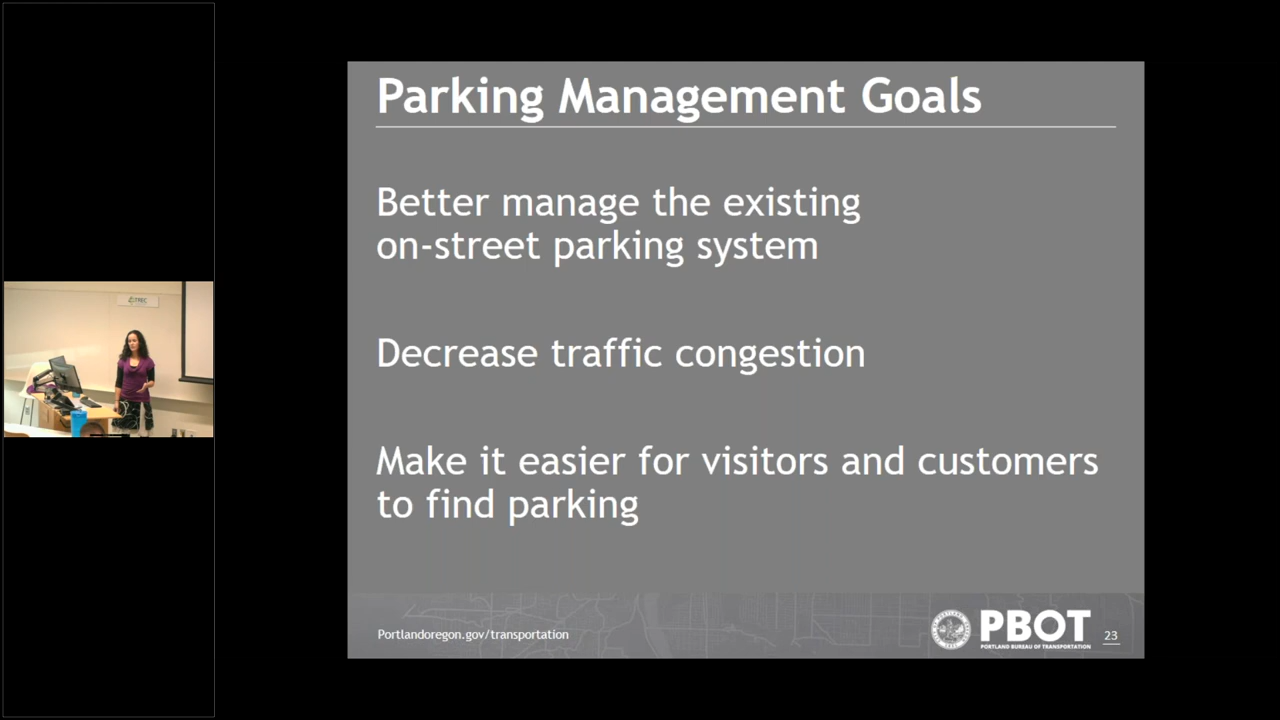 Parking Management Goals
Better manage the existing
on-street parking system
Decrease traffic congestion
Make it easier for visitors and customers
to find parking
Portlandoregon.gov/transportation
PBOT
PORTLAND BUREAU OF TRANSPORTATION
23
TREC